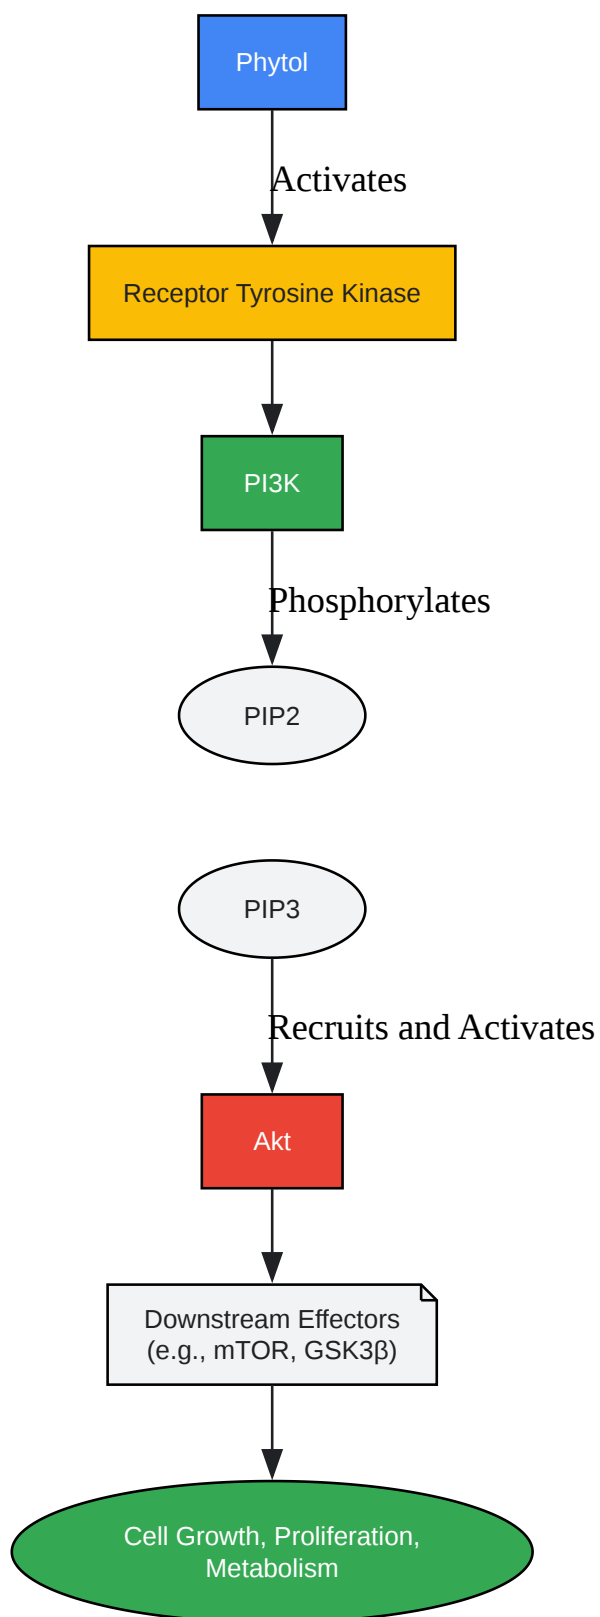 Phytol
Activates
Receptor Tyrosine Kinase
PI3K
Phosphorylates
PIP2
PIP3
Recruits and Activates
Akt
Downstream Effectors
(e.g., mTOR, GSK3β)
Cell Growth, Proliferation,
Metabolism